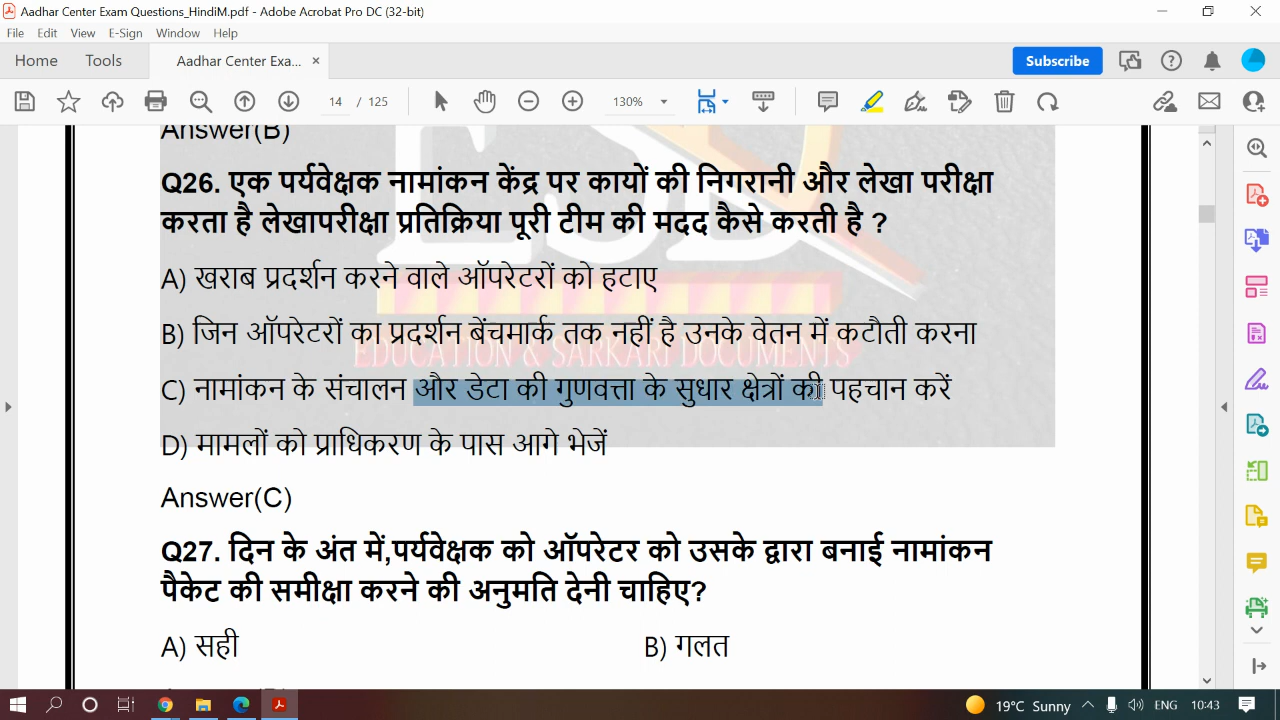 Aadhar Center Exam Questions_HindiM.pdf - Adobe Acrobat Pro DC (32-bit)
File Edit View E-Sign Window Help
Home Tools Aadhar Center Exa... × Subscribe
14 / 125 130%
Answer(B)
Q26. एक पर्यवेक्षक नामांकन केंद्र पर कार्यो की निगरानी और लेखा परीक्षा
करता है लेखापरीक्षा प्रतिक्रिया पूरी टीम की मदद कैसे करती है ?
A) खराब प्रदर्शन करने वाले ऑपरेटरों को हटाए
B) जिन ऑपरेटरों का प्रदर्शन बेंचमार्क तक नहीं है उनके वेतन में कटौती करना
EDUCATION & SARKARI DOCUMENTS
C) नामांकन के संचालन और डेटा की गुणवत्ता के सुधार क्षेत्रों की पहचान करें
D) मामलों को प्राधिकरण के पास आगे भेजें
Answer(C)
Q27. दिन के अंत में,पर्यवेक्षक को ऑपरेटर को उसके द्वारा बनाई नामांकन
पैकेट की समीक्षा करने की अनुमति देनी चाहिए?
A) सही B) गलत
19°C Sunny ENG 10:43